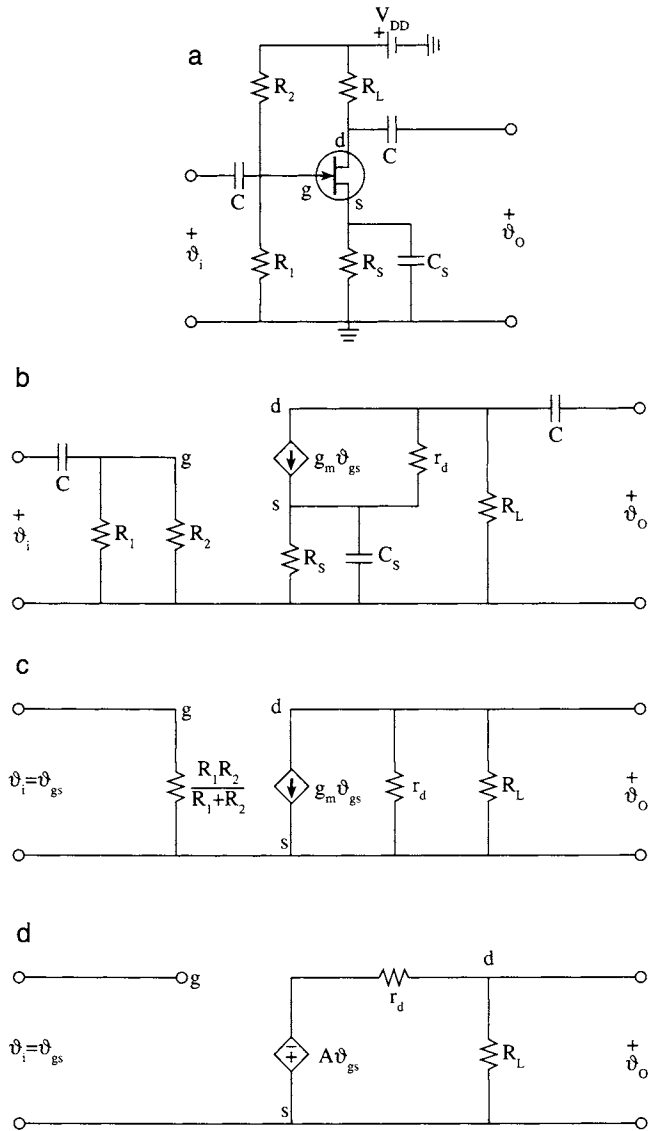 a
V_DD
+
R_2
R_L
d
C
g
C
s
+
ϑ_i
R_1
R_S
C_S
+
ϑ_O
b
d
C
g
C
g_m ϑ_gs
r_d
s
+
ϑ_i
R_1
R_2
R_S
C_S
R_L
+
ϑ_O
c
g
d
ϑ_i=ϑ_gs
R_1R_2
R_1+R_2
g_m ϑ_gs
r_d
R_L
+
ϑ_O
s
d
g
d
r_d
ϑ_i=ϑ_gs
∓
Aϑ_gs
R_L
+
ϑ_O
s